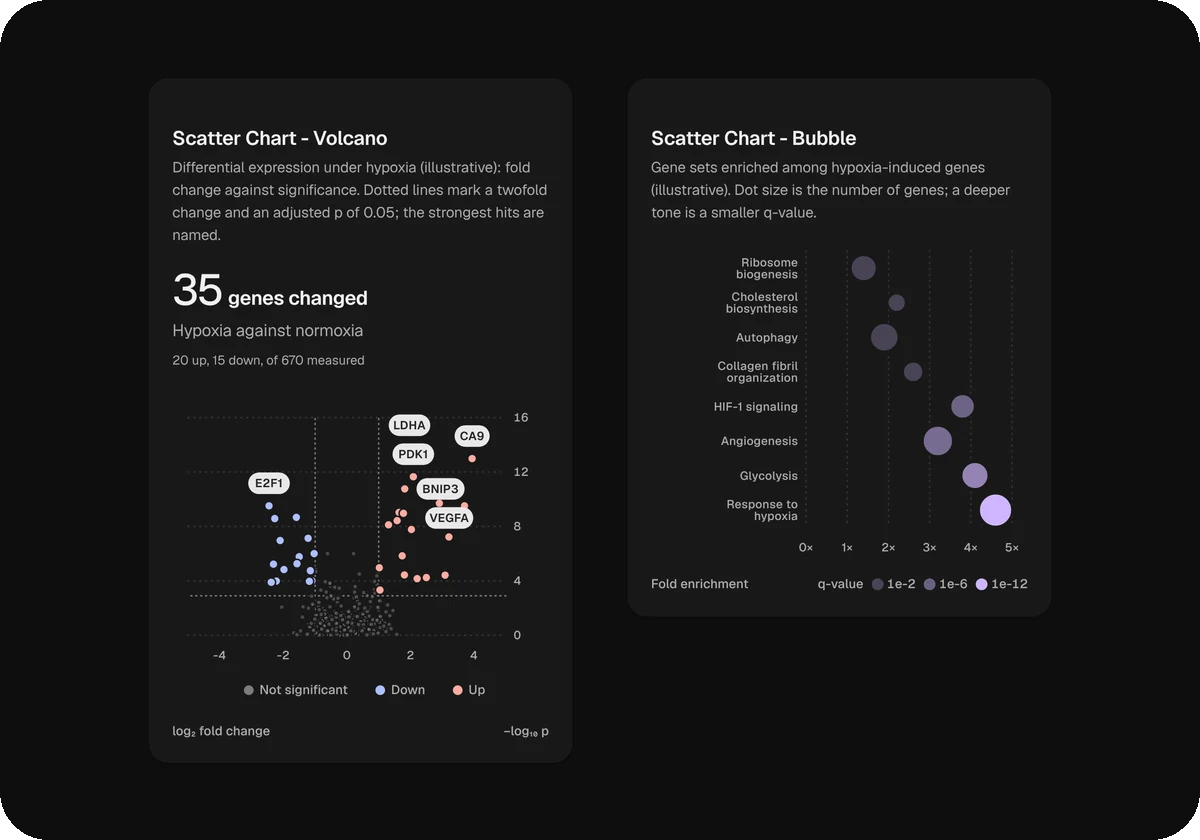 Scatter Chart - Volcano
Differential expression under hypoxia (illustrative): fold
change against significance. Dotted lines mark a twofold
change and an adjusted p of 0.05; the strongest hits are
named.
35 genes changed
Hypoxia against normoxia
20 up, 15 down, of 670 measured
16
LDHA
CA9
PDK1
12
E2F1
BNIP3
VEGFA
8
4
0
-4 -2 0 2 4
Not significant Down Up
log₂ fold change −log₁₀ p
Scatter Chart - Bubble
Gene sets enriched among hypoxia-induced genes
(illustrative). Dot size is the number of genes; a deeper
tone is a smaller q-value.
Ribosome
biogenesis
Cholesterol
biosynthesis
Autophagy
Collagen fibril
organization
HIF-1 signaling
Angiogenesis
Glycolysis
Response to
hypoxia
0× 1× 2× 3× 4× 5×
Fold enrichment q-value 1e-2 1e-6 1e-12